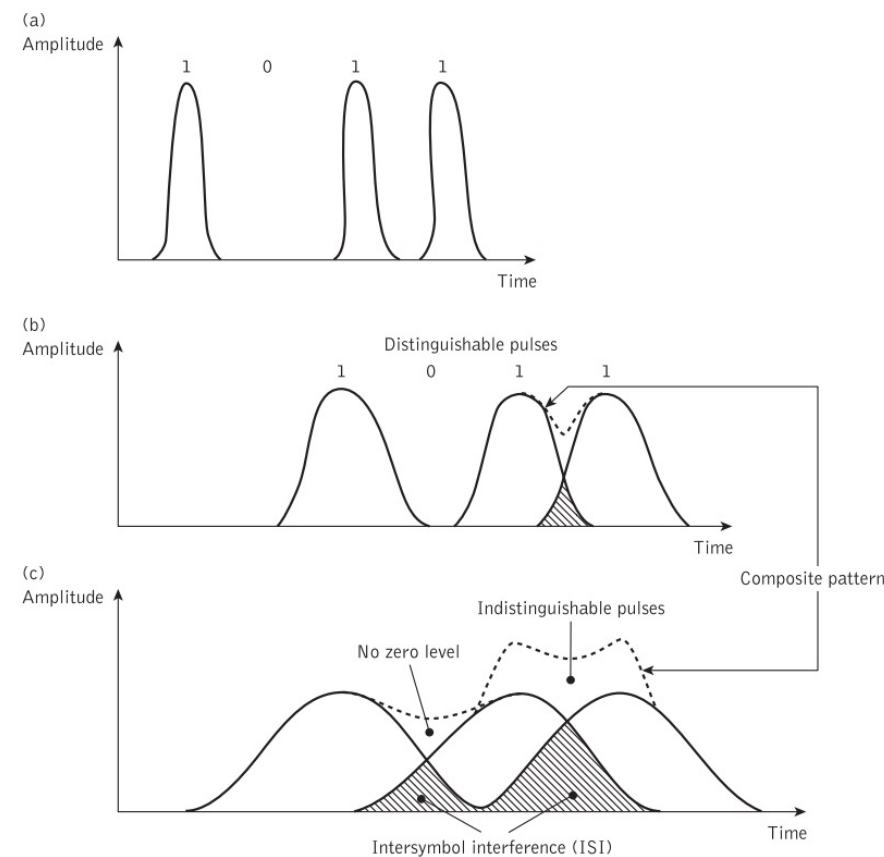 (a)
Amplitude
1 0 1 1
Time
(b)
Amplitude
Distinguishable pulses
1 0 1 1
Time
Composite pattern
(c)
Amplitude
Indistinguishable pulses
No zero level
Time
Intersymbol interference (ISI)